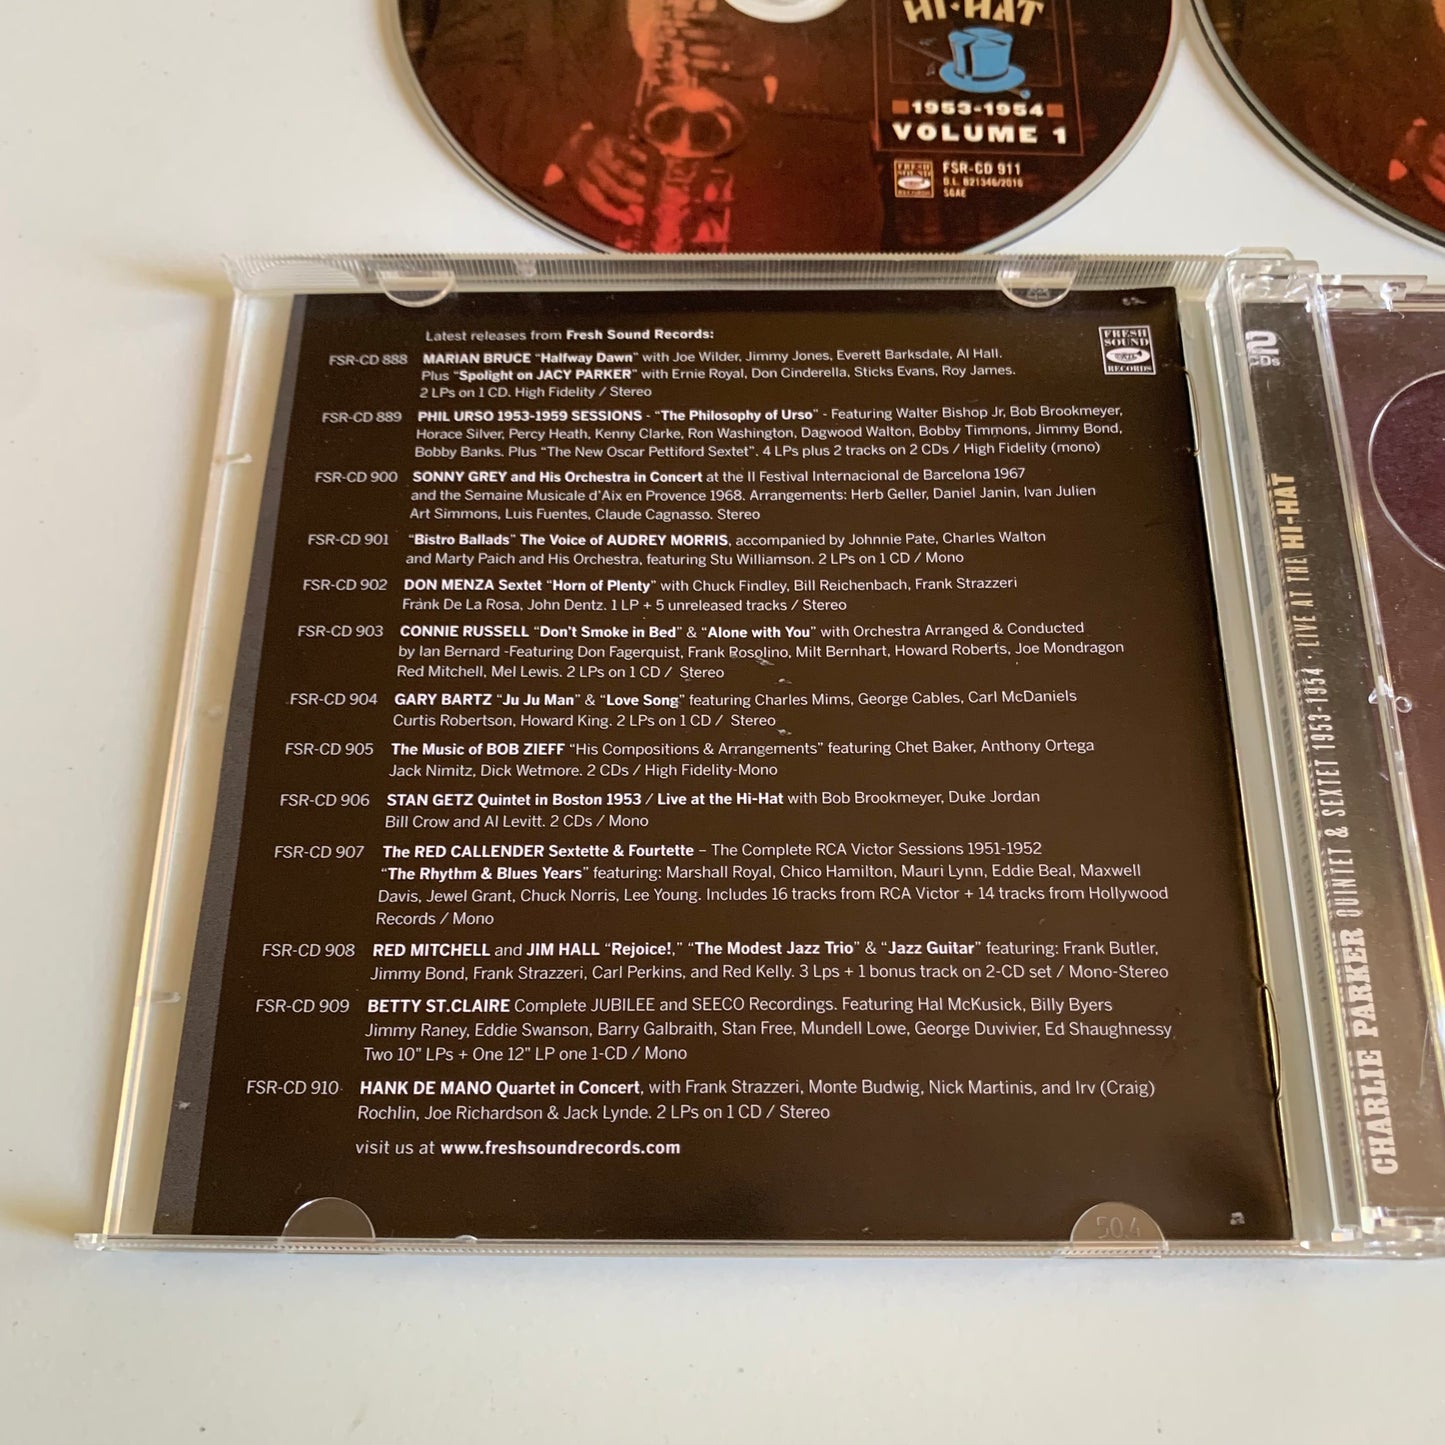 HI-HAT
1953-1954
VOLUME 1
FRESH
SOUND
RECORDS
FSR-CD 911
D.L. B21346/2016
SGAE
Latest releases from Fresh Sound Records:
FRESH
SOUND
RECORDS
FSR-CD 888 MARIAN BRUCE “Halfway Dawn” with Joe Wilder, Jimmy Jones, Everett Barksdale, Al Hall.
Plus “Spolight on JACY PARKER” with Ernie Royal, Don Cinderella, Sticks Evans, Roy James.
2 LPs on 1 CD. High Fidelity / Stereo
FSR-CD 889 PHIL URSO 1953-1959 SESSIONS - “The Philosophy of Urso” - Featuring Walter Bishop Jr, Bob Brookmeyer,
Horace Silver, Percy Heath, Kenny Clarke, Ron Washington, Dagwood Walton, Bobby Timmons, Jimmy Bond,
Bobby Banks. Plus “The New Oscar Pettiford Sextet”. 4 LPs plus 2 tracks on 2 CDs / High Fidelity (mono)
FSR-CD 900 SONNY GREY and His Orchestra in Concert at the II Festival Internacional de Barcelona 1967
and the Semaine Musicale d’Aix en Provence 1968. Arrangements: Herb Geller, Daniel Janin, Ivan Julien
Art Simmons, Luis Fuentes, Claude Cagnasso. Stereo
FSR-CD 901 “Bistro Ballads” The Voice of AUDREY MORRIS, accompanied by Johnnie Pate, Charles Walton
and Marty Paich and His Orchestra, featuring Stu Williamson. 2 LPs on 1 CD / Mono
FSR-CD 902 DON MENZA Sextet “Horn of Plenty” with Chuck Findley, Bill Reichenbach, Frank Strazzeri
Frank De La Rosa, John Dentz. 1 LP + 5 unreleased tracks / Stereo
FSR-CD 903 CONNIE RUSSELL “Don’t Smoke in Bed” & “Alone with You” with Orchestra Arranged & Conducted
by Ian Bernard -Featuring Don Fagerquist, Frank Rosolino, Milt Bernhart, Howard Roberts, Joe Mondragon
Red Mitchell, Mel Lewis. 2 LPs on 1 CD / Stereo
FSR-CD 904 GARY BARTZ “Ju Ju Man” & “Love Song” featuring Charles Mims, George Cables, Carl McDaniels
Curtis Robertson, Howard King. 2 LPs on 1 CD / Stereo
FSR-CD 905 The Music of BOB ZIEFF “His Compositions & Arrangements” featuring Chet Baker, Anthony Ortega
Jack Nimitz, Dick Wetmore. 2 CDs / High Fidelity-Mono
FSR-CD 906 STAN GETZ Quintet in Boston 1953 / Live at the Hi-Hat with Bob Brookmeyer, Duke Jordan
Bill Crow and Al Levitt. 2 CDs / Mono
FSR-CD 907 The RED CALLENDER Sextette & Fourtette – The Complete RCA Victor Sessions 1951-1952
“The Rhythm & Blues Years” featuring: Marshall Royal, Chico Hamilton, Mauri Lynn, Eddie Beal, Maxwell
Davis, Jewel Grant, Chuck Norris, Lee Young. Includes 16 tracks from RCA Victor + 14 tracks from Hollywood
Records / Mono
FSR-CD 908 RED MITCHELL and JIM HALL “Rejoice!,” “The Modest Jazz Trio” & “Jazz Guitar” featuring: Frank Butler,
Jimmy Bond, Frank Strazzeri, Carl Perkins, and Red Kelly. 3 Lps + 1 bonus track on 2-CD set / Mono-Stereo
FSR-CD 909 BETTY ST.CLAIRE Complete JUBILEE and SEECO Recordings. Featuring Hal McKusick, Billy Byers
Jimmy Raney, Eddie Swanson, Barry Galbraith, Stan Free, Mundell Lowe, George Duvivier, Ed Shaughnessy
Two 10" LPs + One 12" LP one 1-CD / Mono
FSR-CD 910 HANK DE MANO Quartet in Concert, with Frank Strazzeri, Monte Budwig, Nick Martinis, and Irv (Craig)
Rochlin, Joe Richardson & Jack Lynde. 2 LPs on 1 CD / Stereo
visit us at www.freshsoundrecords.com
50.4
2
CDs
CHARLIE PARKER QUINTET & SEXTET 1953-1954 · LIVE AT THE HI-HAT